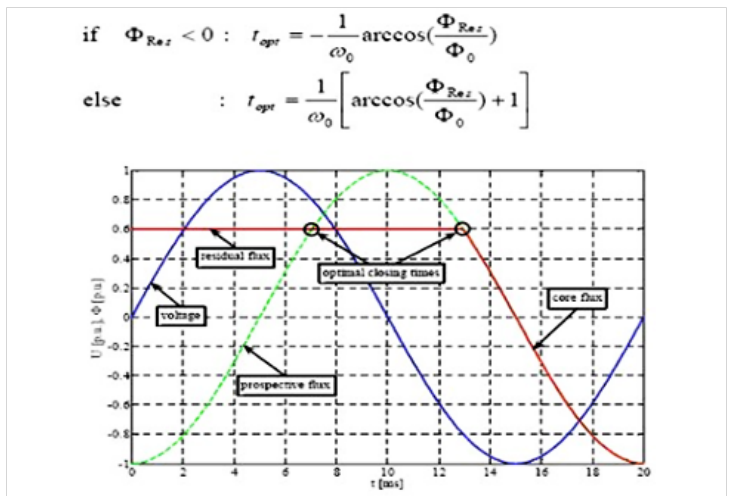 if Φ_Res < 0 : t_opt = -1/ω₀ arccos(Φ_Res/Φ₀)
else : t_opt = 1/ω₀ [arccos(Φ_Res/Φ₀) + 1]
1
0.8
0.6
0.4
0.2
0
-0.2
-0.4
-0.6
-0.8
-1
U [p.u.], Φ [p.u.]
residual flux
optimal closing times
core flux
voltage
prospective flux
0 2 4 6 8 10 12 14 16 18 20
t [ms]